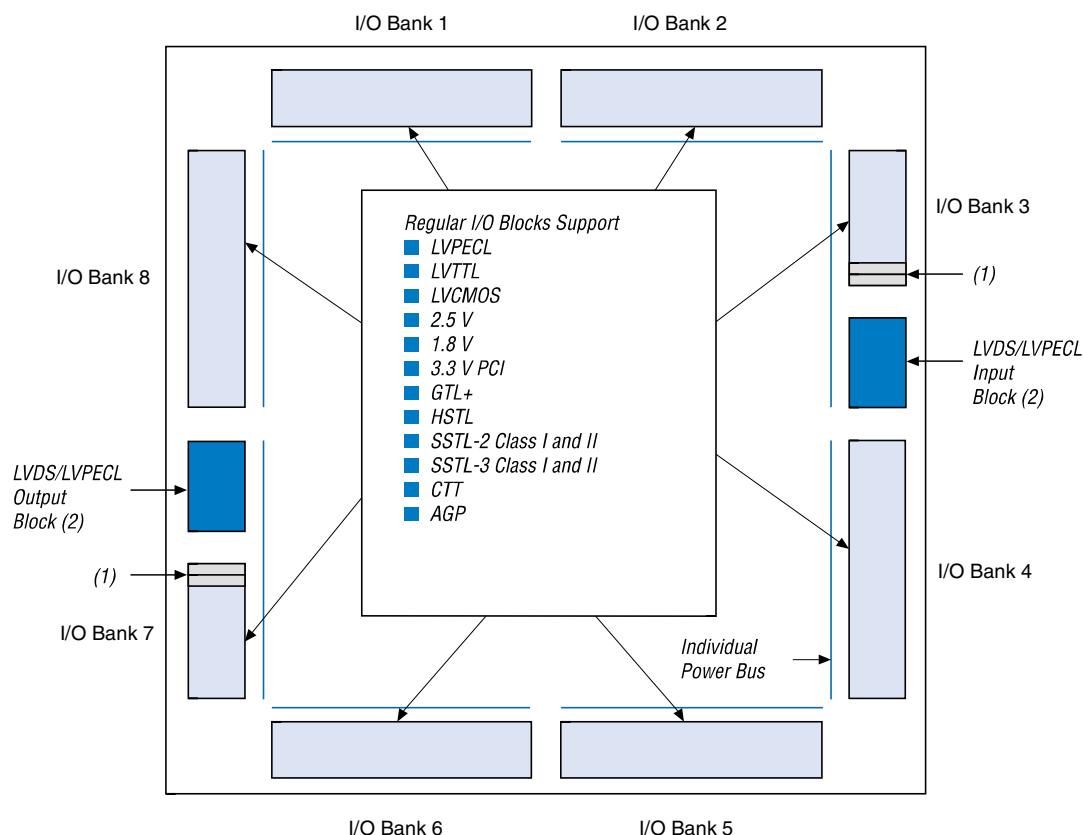 I/O Bank 1
I/O Bank 2
I/O Bank 3
(1)
LVDS/LVPECL
Input
Block (2)
I/O Bank 8
Regular I/O Blocks Support
LVPECL
LVTTL
LVCMOS
2.5 V
1.8 V
3.3 V PCI
GTL+
HSTL
SSTL-2 Class I and II
SSTL-3 Class I and II
CTT
AGP
LVDS/LVPECL
Output
Block (2)
(1)
I/O Bank 7
I/O Bank 4
Individual
Power Bus
I/O Bank 6
I/O Bank 5